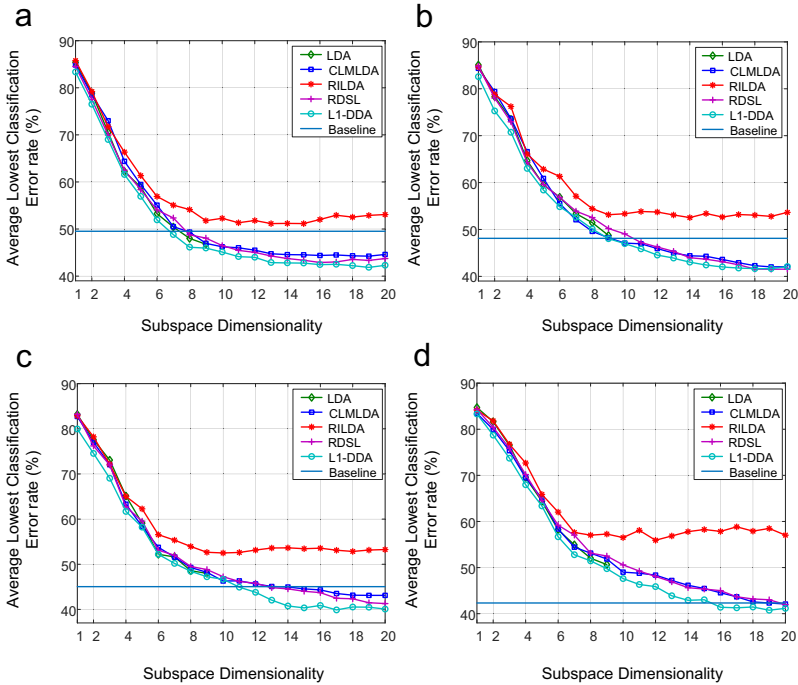 a
Average Lowest Classification
Error rate (%)
90
80
70
60
50
40
1 2 4 6 8 10 12 14 16 18 20
Subspace Dimensionality
LDA
CLMLDA
RILDA
RDSL
L1-DDA
Baseline
b
Average Lowest Classification
Error rate (%)
90
80
70
60
50
40
1 2 4 6 8 10 12 14 16 18 20
Subspace Dimensionality
LDA
CLMLDA
RILDA
RDSL
L1-DDA
Baseline
c
Average Lowest Classification
Error rate (%)
90
80
70
60
50
40
1 2 4 6 8 10 12 14 16 18 20
Subspace Dimensionality
LDA
CLMLDA
RILDA
RDSL
L1-DDA
Baseline
d
Average Lowest Classification
Error rate (%)
90
80
70
60
50
40
1 2 4 6 8 10 12 14 16 18 20
Subspace Dimensionality
LDA
CLMLDA
RILDA
RDSL
L1-DDA
Baseline